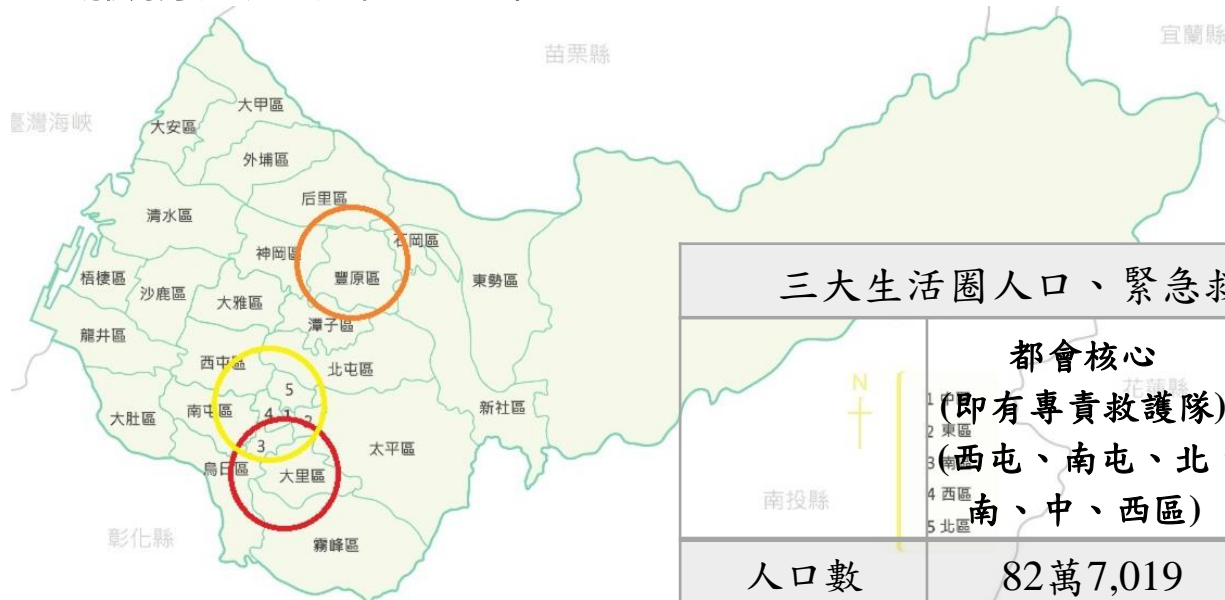 苗栗縣
宜蘭縣
臺灣海峽
大甲區
大安區
外埔區
后里區
清水區
神岡區
石岡區
豐原區
東勢區
梧棲區
沙鹿區
大雅區
潭子區
龍井區
西屯區
北屯區
5
大肚區
南屯區
4 1 2
新社區
3
太平區
烏日區
大里區
霧峰區
彰化縣
南投縣
花蓮縣
N
1 中區
2 東區
3 南區
4 西區
5 北區
三大生活圈人口、緊急救
都會核心
(即有專責救護隊)
(西屯、南屯、北
南、中、西區)
人口數
82萬7,019